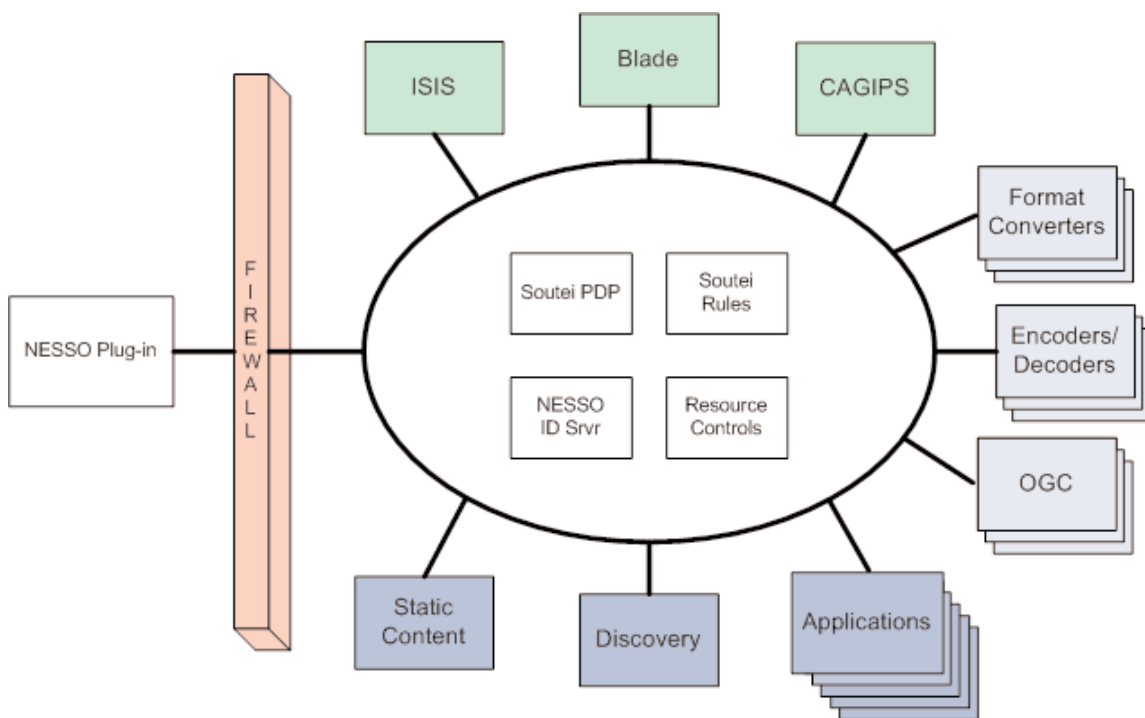 Blade
ISIS
CAGIPS
Format
Converters
FIREWALL
Soutei PDP
Soutei
Rules
NESSO Plug-in
Encoders/
Decoders
NESSO
ID Srvr
Resource
Controls
OGC
Static
Content
Discovery
Applications